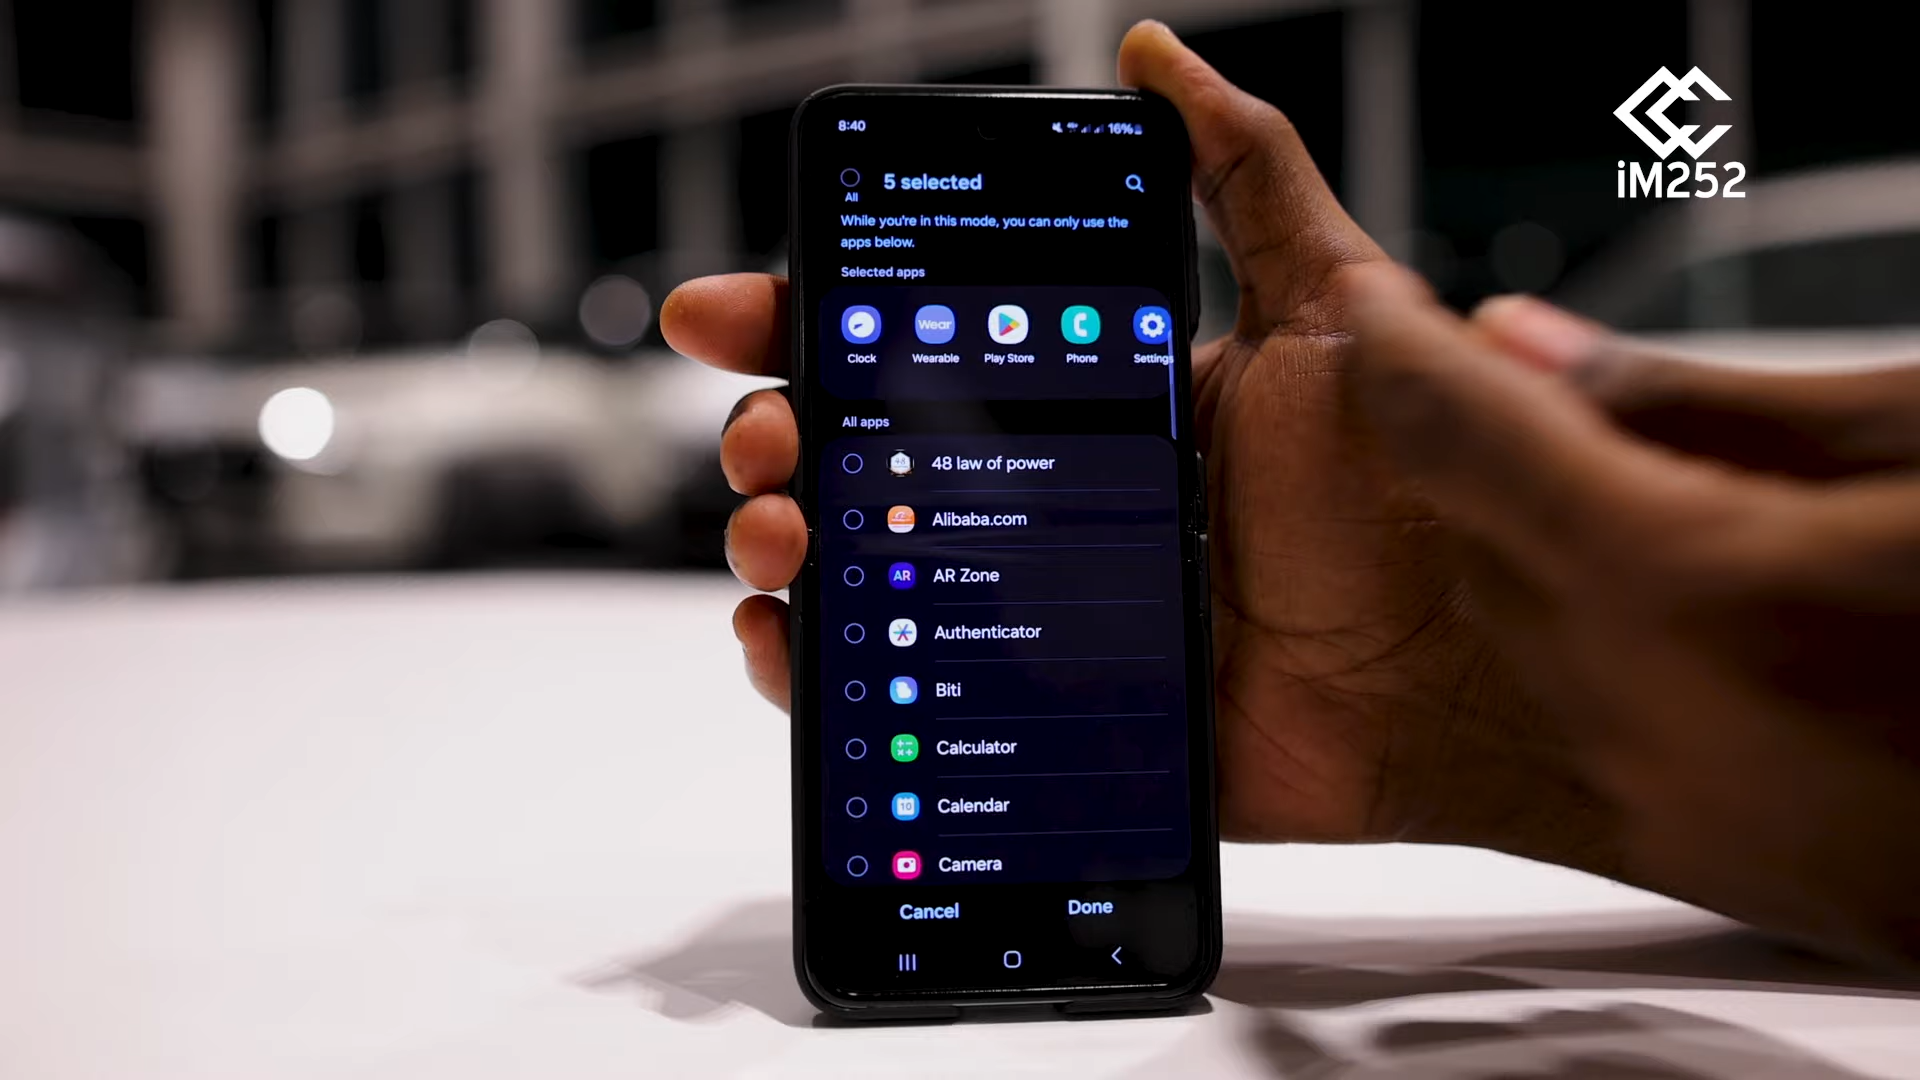 iM252
8:40
16%
5 selected
All
While you're in this mode, you can only use the
apps below.
Selected apps
Wear
Clock
Wearable
Play Store
Phone
Settings
All apps
48 law of power
Alibaba.com
AR
AR Zone
Authenticator
Biti
Calculator
10
Calendar
Camera
Cancel
Done